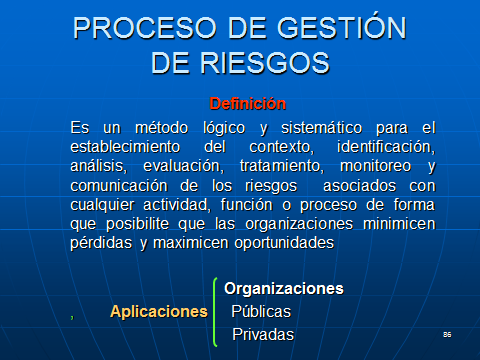 PROCESO DE GESTIÓN
DE RIESGOS
Definición
Es un método lógico y sistemático para el
establecimiento del contexto, identificación,
análisis, evaluación, tratamiento, monitoreo y
comunicación de los riesgos asociados con
cualquier actividad, función o proceso de forma
que posibilite que las organizaciones minimicen
pérdidas y maximicen oportunidades
Organizaciones
, Aplicaciones Públicas
Privadas
86